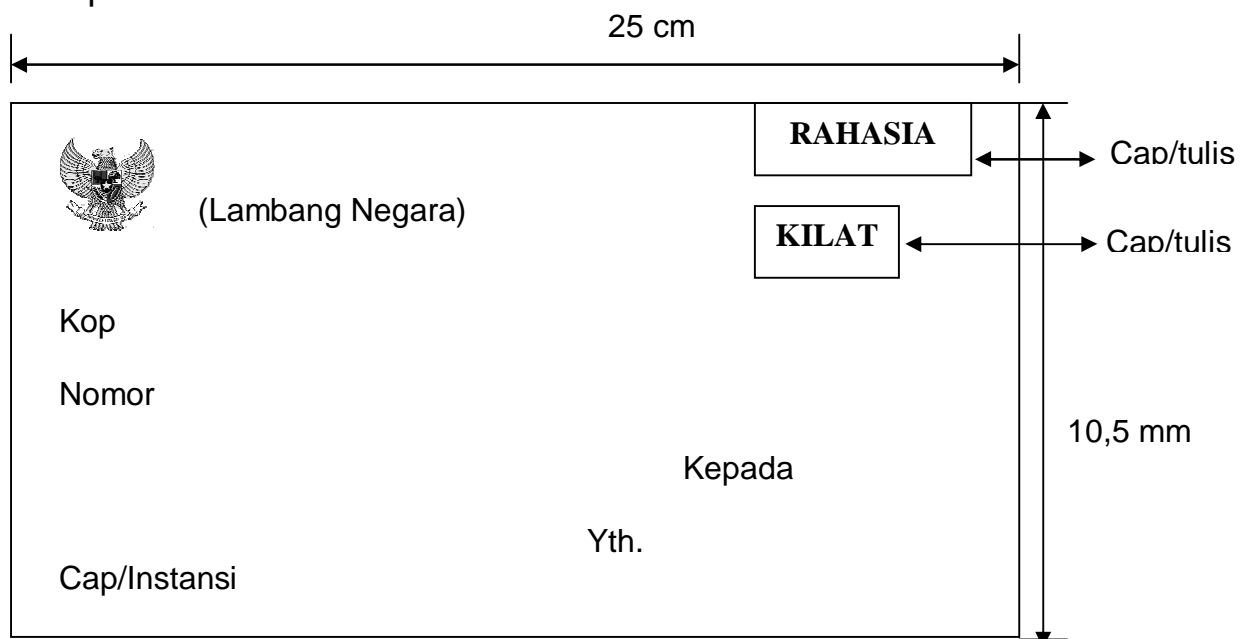 25 cm
RAHASIA
Cap/tulis
(Lambang Negara)
KILAT
Cap/tulis
Kop
Nomor
10,5 mm
Kepada
Yth.
Cap/Instansi